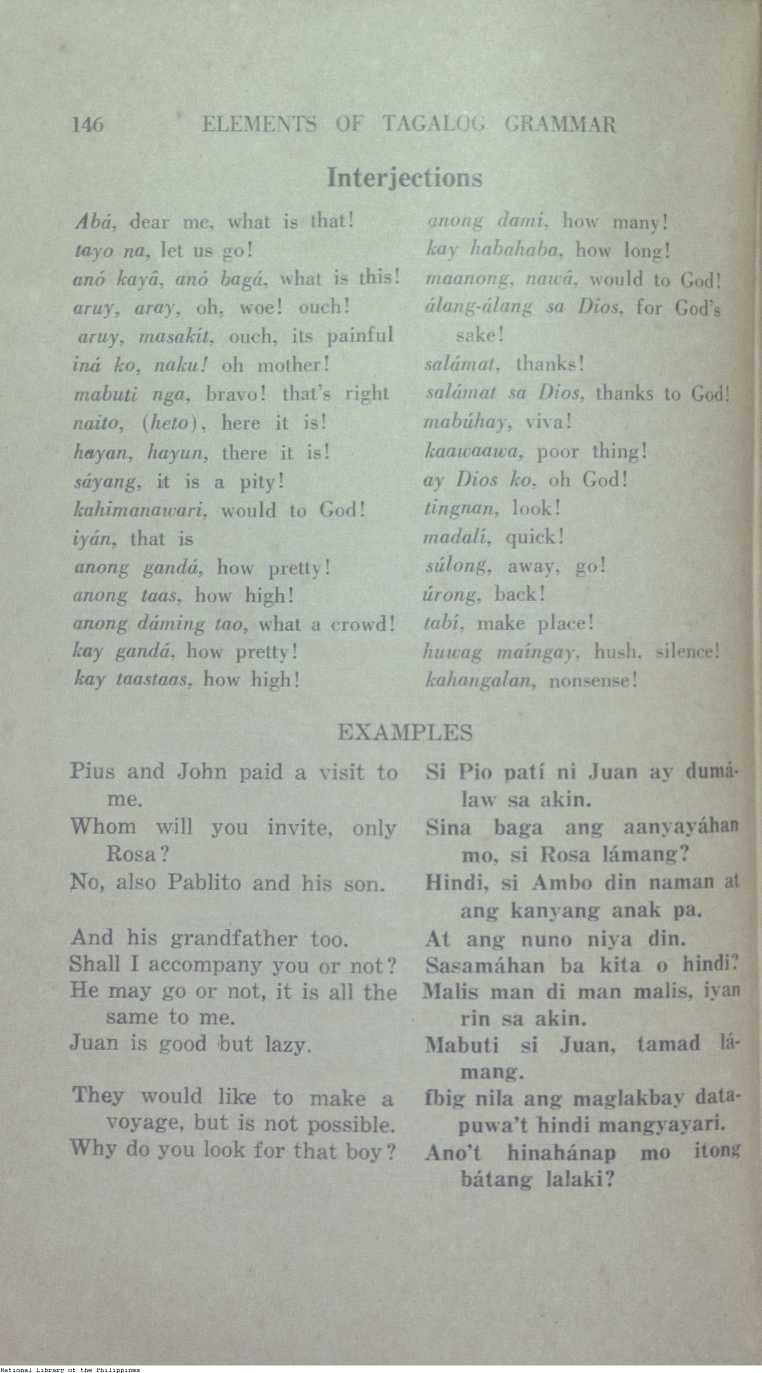 146 ELEMENTS OF TAGALOG GRAMMAR
Interjections
Abá, dear me, what is that!
tayo na, let us go!
anó kayâ, anó bagá, what is this!
aruy, aray, oh, woe! ouch!
aruy, masakít, ouch, its painful
iná ko, naku! oh mother!
mabuti nga, bravo! that's right
naito, (heto), here it is!
hayan, hayun, there it is!
sáyang, it is a pity!
kahimanawari, would to God!
iyán, that is
anong gandá, how pretty!
anong taas, how high!
anong dáming tao, what a crowd!
kay gandá, how pretty!
kay taastaas, how high!
anong dami, how many!
kay habahaba, how long!
maanong, nawâ, would to God!
álang-álang sa Dios, for God's
sake!
salámat, thanks!
salámat sa Dios, thanks to God!
mabúhay, viva!
kaawaawa, poor thing!
ay Dios ko, oh God!
tingnan, look!
madalí, quick!
súlong, away, go!
úrong, back!
tabí, make place!
huwag maingay, hush, silence!
kahangalan, nonsense!
EXAMPLES
Pius and John paid a visit to
me.
Whom will you invite, only
Rosa?
No, also Pablito and his son.
And his grandfather too.
Shall I accompany you or not?
He may go or not, it is all the
same to me.
Juan is good but lazy.
They would like to make a
voyage, but is not possible.
Why do you look for that boy?
Si Pio patí ni Juan ay dumá-
law sa akin.
Sina baga ang aanyayáhan
mo, si Rosa lámang?
Hindi, si Ambo din naman at
ang kanyang anak pa.
At ang nuno niya din.
Sasamáhan ba kita o hindi?
Malis man di man malis, iyan
rin sa akin.
Mabuti si Juan, tamad lá-
mang.
Ibig nila ang maglakbay data-
puwa't hindi mangyayari.
Ano't hinahánap mo itong
bátang lalaki?
National Library of the Philippines